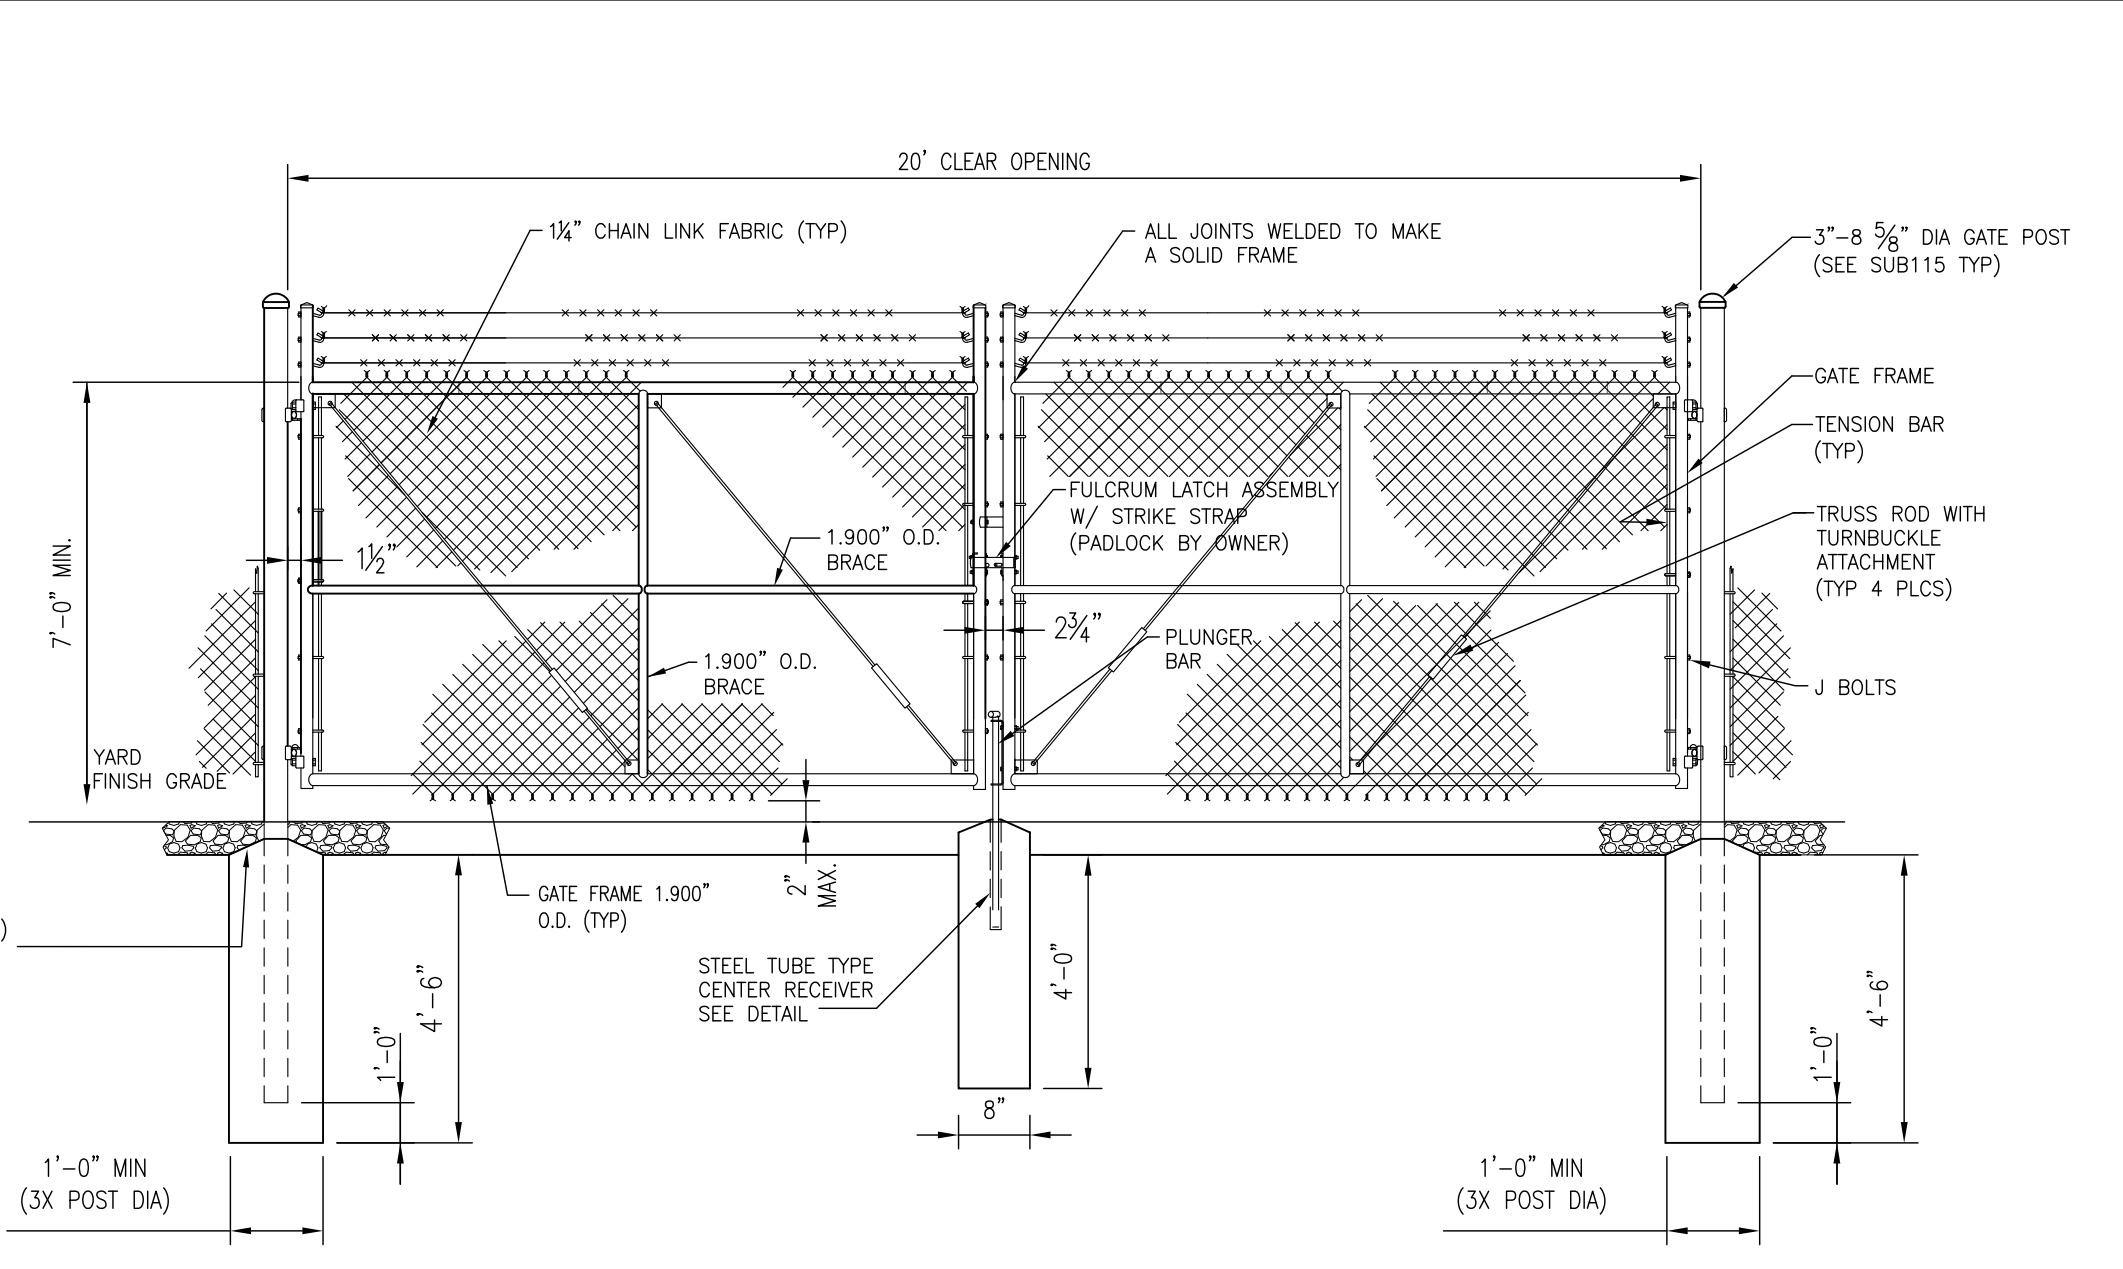 20' CLEAR OPENING
1¼" CHAIN LINK FABRIC (TYP)
ALL JOINTS WELDED TO MAKE
A SOLID FRAME
3"-8 ⅝" DIA GATE POST
(SEE SUB115 TYP)
GATE FRAME
TENSION BAR
(TYP)
FULCRUM LATCH ASSEMBLY
W/ STRIKE STRAP
(PADLOCK BY OWNER)
TRUSS ROD WITH
TURNBUCKLE
ATTACHMENT
(TYP 4 PLCS)
1.900" O.D.
BRACE
1½"
7'-0" MIN.
2¾"
PLUNGER
BAR
1.900" O.D.
BRACE
J BOLTS
YARD
FINISH GRADE
2"
MAX.
GATE FRAME 1.900"
O.D. (TYP)
)
STEEL TUBE TYPE
CENTER RECEIVER
SEE DETAIL
4'-6"
4'-0"
4'-6"
1'-0"
1'-0"
8"
1'-0" MIN
(3X POST DIA)
1'-0" MIN
(3X POST DIA)